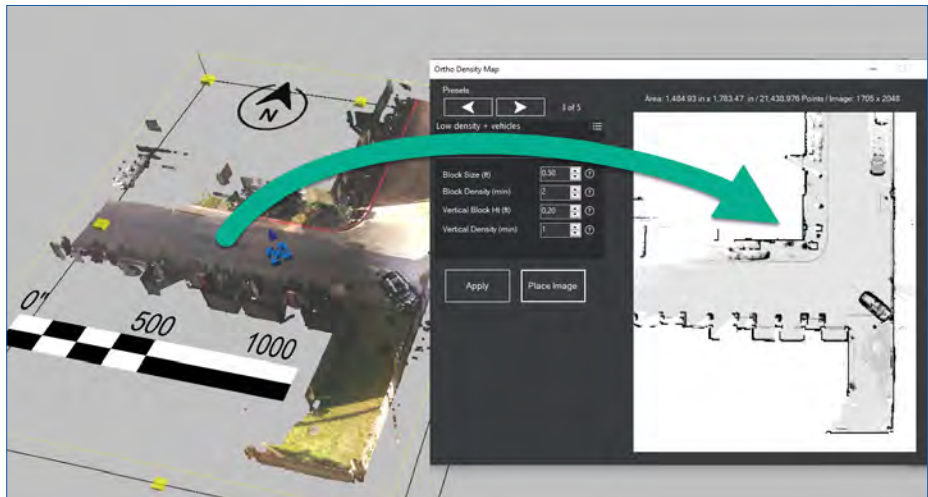 N
0"
500
1000
Ortho Density Map
Presets
3 of 5
Low density + vehicles
Block Size (ft)
0.50
Block Density (min)
2
Vertical Block Ht (ft)
0.20
Vertical Density (min)
1
Apply
Place Image
Area: 1,484.93 in x 1,783.47 in / 21,438,976 Points / Image: 1705 x 2048